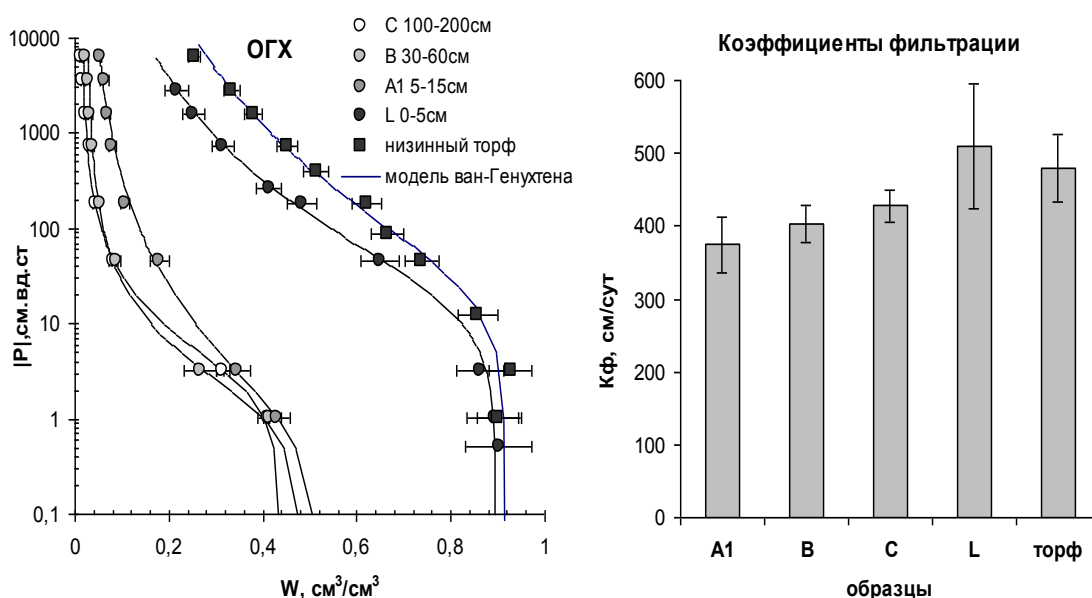 ОГХ
С 100-200см
В 30-60см
А1 5-15см
L 0-5см
низинный торф
модель ван-Генухтена
|P|,см.вд.ст
10000
1000
100
10
1
0,1
0
0,2
0,4
0,6
0,8
1
W, см³/см³
Коэффициенты фильтрации
Кф, см/сут
600
500
400
300
200
100
0
А1
В
С
L
торф
образцы